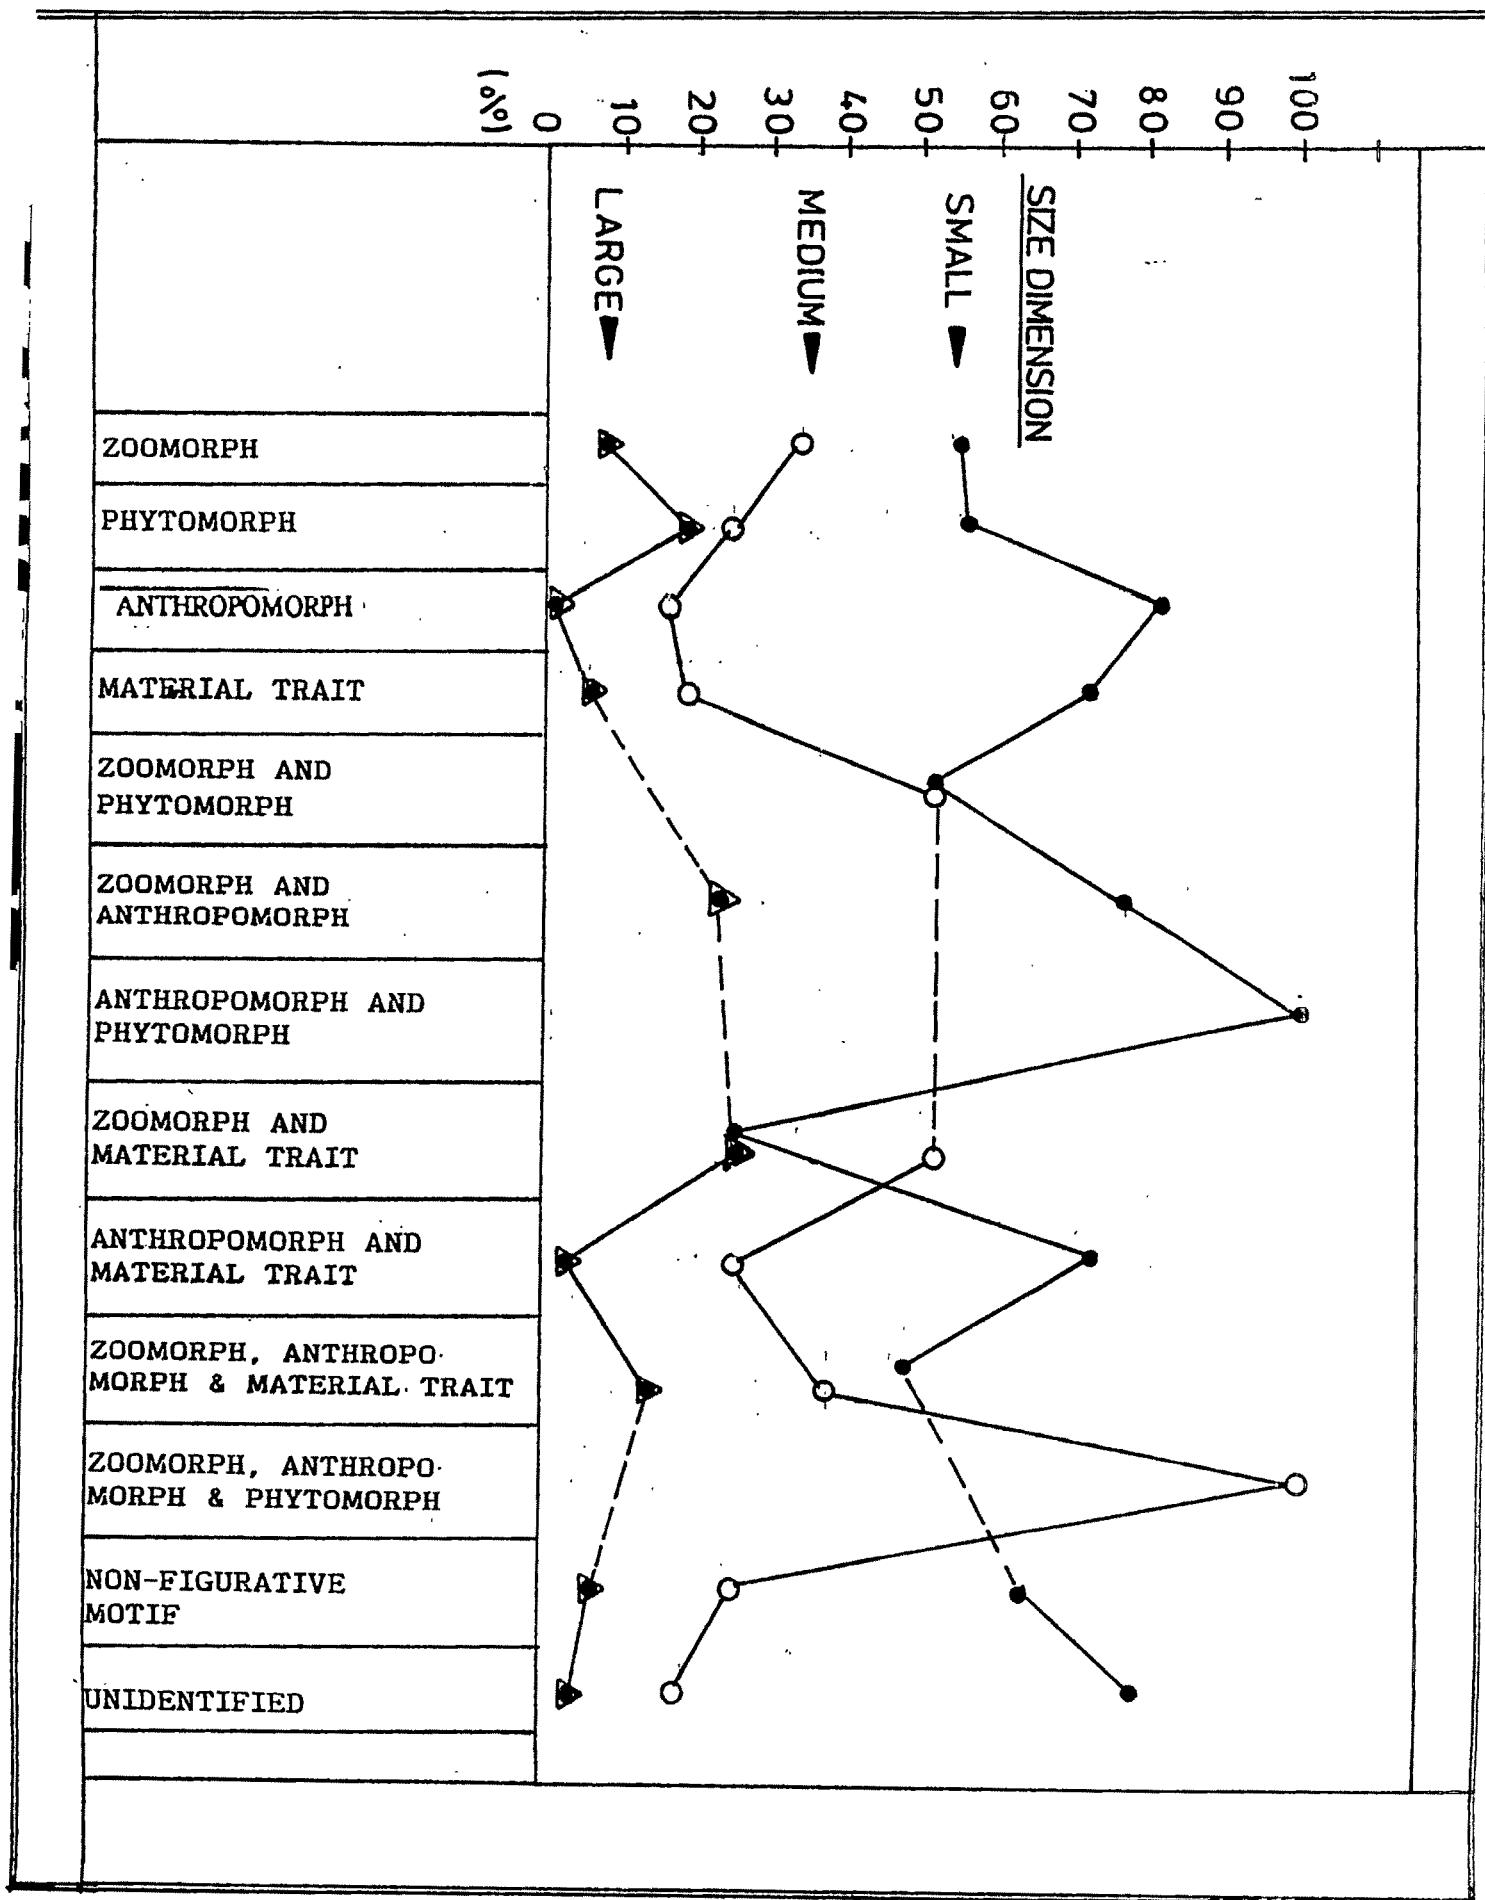 (%) 0 10 20 30 40 50 60 70 80 90 100
SIZE DIMENSION
SMALL
MEDIUM
LARGE
ZOOMORPH
PHYTOMORPH
ANTHROPOMORPH
MATERIAL TRAIT
ZOOMORPH AND
PHYTOMORPH
ZOOMORPH AND
ANTHROPOMORPH
ANTHROPOMORPH AND
PHYTOMORPH
ZOOMORPH AND
MATERIAL TRAIT
ANTHROPOMORPH AND
MATERIAL TRAIT
ZOOMORPH, ANTHROPO-
MORPH & MATERIAL TRAIT
ZOOMORPH, ANTHROPO-
MORPH & PHYTOMORPH
NON-FIGURATIVE
MOTIF
UNIDENTIFIED